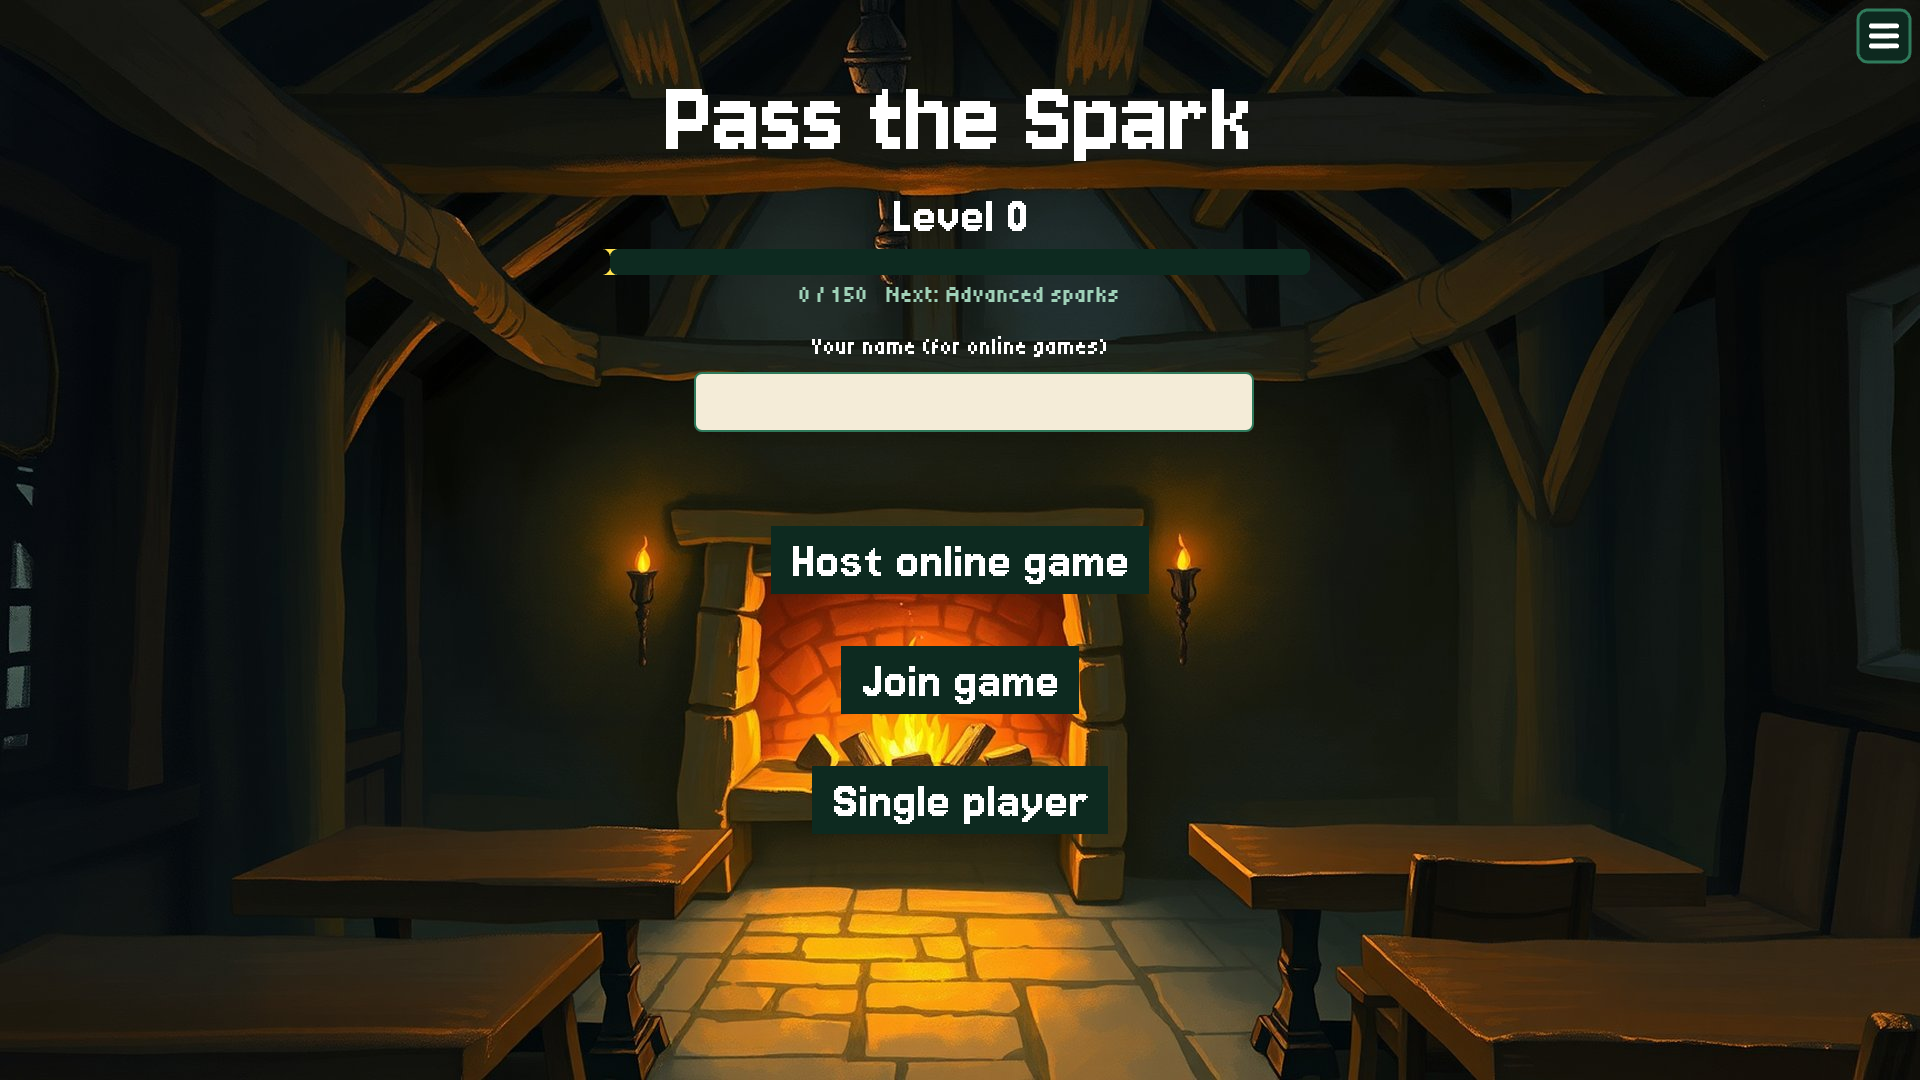 Pass the Spark
Level 0
0 / 150 Next: Advanced sparks
Your name (for online games)
Host online game
Join game
Single player